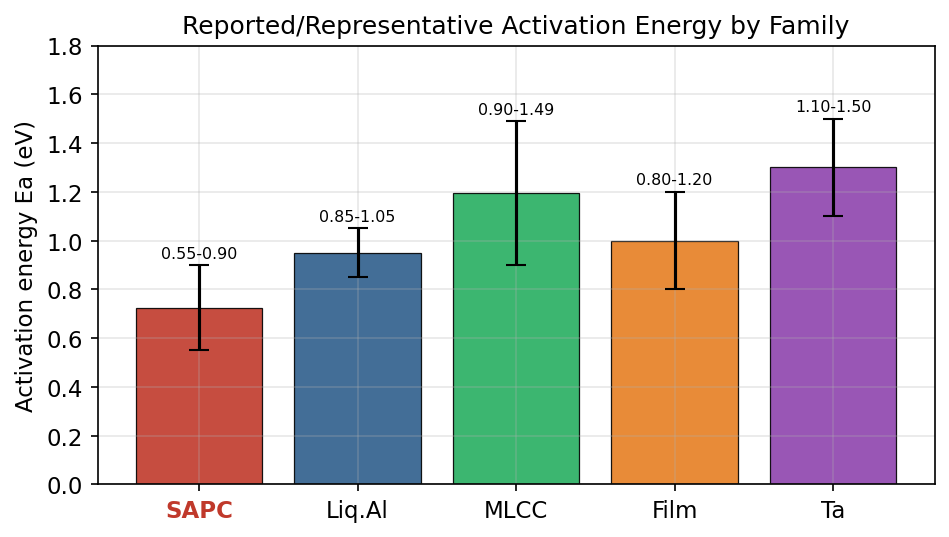 Reported/Representative Activation Energy by Family
Activation energy Ea (eV)
1.8
1.6
1.4
1.2
1.0
0.8
0.6
0.4
0.2
0.0
0.55-0.90
0.85-1.05
0.90-1.49
0.80-1.20
1.10-1.50
SAPC
Liq.Al
MLCC
Film
Ta